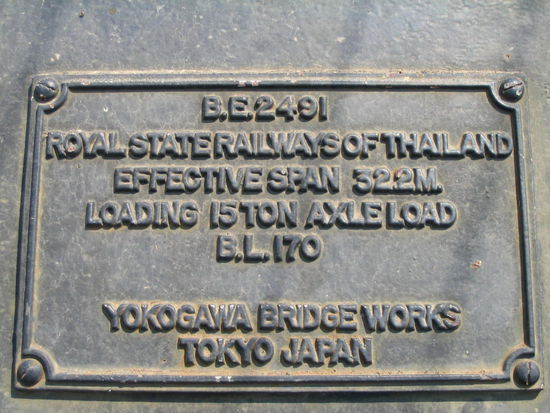 B.E.2491
ROYAL STATE RAILWAYS OF THAILAND
EFFECTIVE SPAN 32.2M.
LOADING 15 TON AXLE LOAD
B.L.170
YOKOGAWA BRIDGE WORKS
TOKYO JAPAN